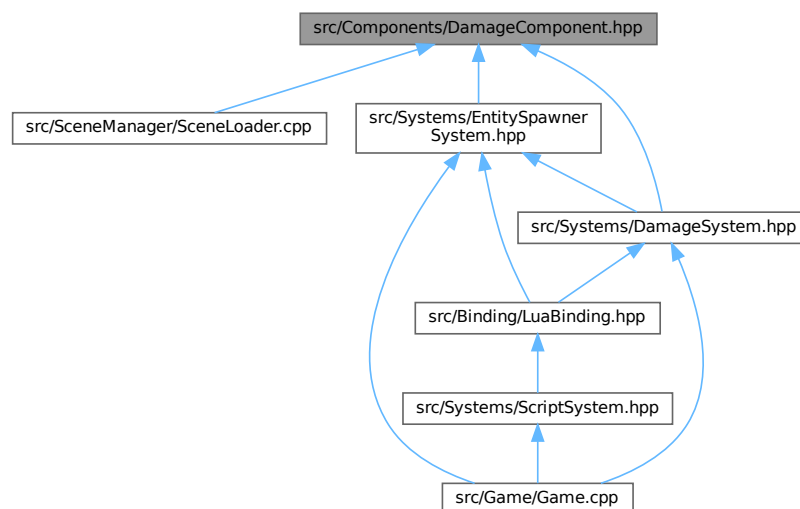 src/Components/DamageComponent.hpp
src/SceneManager/SceneLoader.cpp
src/Systems/EntitySpawner
System.hpp
src/Systems/DamageSystem.hpp
src/Binding/LuaBinding.hpp
src/Systems/ScriptSystem.hpp
src/Game/Game.cpp